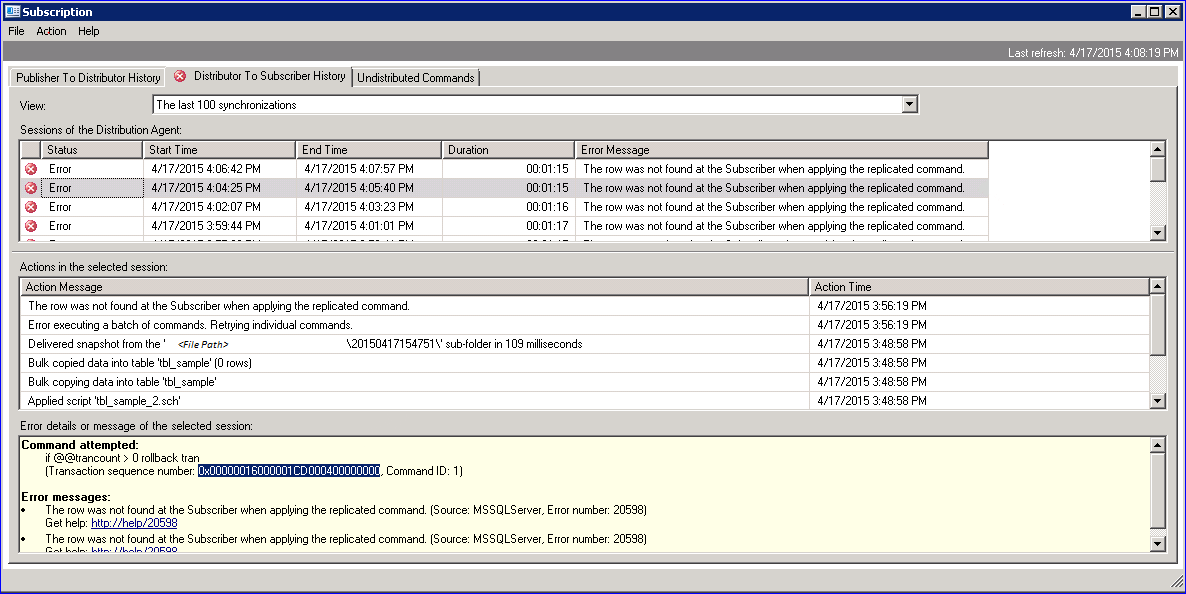 Subscription
File Action Help
Last refresh: 4/17/2015 4:08:19 PM
Publisher To Distributor History Distributor To Subscriber History Undistributed Commands
View: The last 100 synchronizations
Sessions of the Distribution Agent:
Status Start Time End Time Duration Error Message
Error 4/17/2015 4:06:42 PM 4/17/2015 4:07:57 PM 00:01:15 The row was not found at the Subscriber when applying the replicated command.
Error 4/17/2015 4:04:25 PM 4/17/2015 4:05:40 PM 00:01:15 The row was not found at the Subscriber when applying the replicated command.
Error 4/17/2015 4:02:07 PM 4/17/2015 4:03:23 PM 00:01:16 The row was not found at the Subscriber when applying the replicated command.
Error 4/17/2015 3:59:44 PM 4/17/2015 4:01:01 PM 00:01:17 The row was not found at the Subscriber when applying the replicated command.
Actions in the selected session:
Action Message Action Time
The row was not found at the Subscriber when applying the replicated command. 4/17/2015 3:56:19 PM
Error executing a batch of commands. Retrying individual commands. 4/17/2015 3:56:19 PM
Delivered snapshot from the ' <File Path> \20150417154751\' sub-folder in 109 milliseconds 4/17/2015 3:48:58 PM
Bulk copied data into table 'tbl_sample' (0 rows) 4/17/2015 3:48:58 PM
Bulk copying data into table 'tbl_sample' 4/17/2015 3:48:58 PM
Applied script 'tbl_sample_2.sch' 4/17/2015 3:48:58 PM
Error details or message of the selected session:
Command attempted:
if @@trancount > 0 rollback tran
(Transaction sequence number: 0x00000016000001CD000400000000, Command ID: 1)
Error messages:
• The row was not found at the Subscriber when applying the replicated command. (Source: MSSQLServer, Error number: 20598)
Get help: http://help/20598
• The row was not found at the Subscriber when applying the replicated command. (Source: MSSQLServer, Error number: 20598)
Get help: http://help/20598